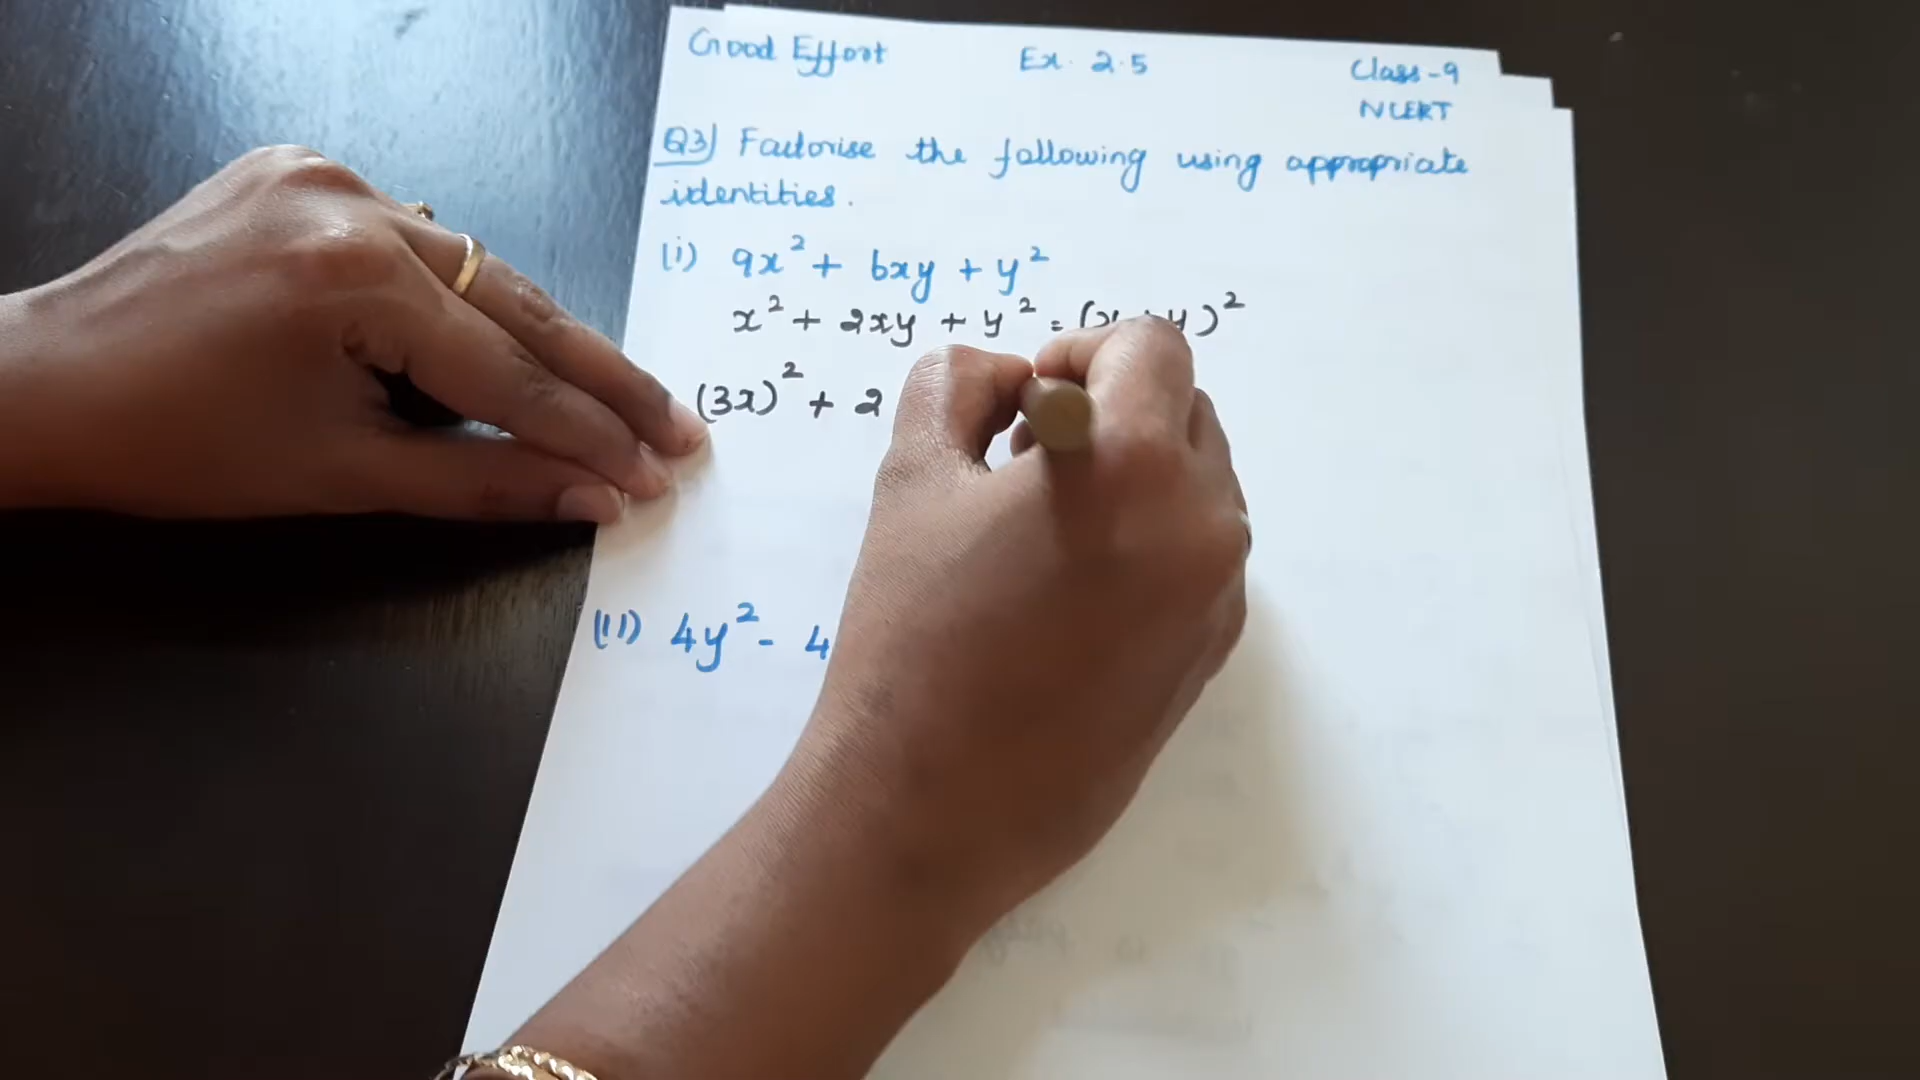 Good Effort Ex. 2.5 Class-9
NCERT
Q3) Factorise the following using appropriate
identities.
(i) 9x² + 6xy + y²
x² + 2xy + y² = (x + y)²
(3x)² + 2
(ii) 4y² - 4